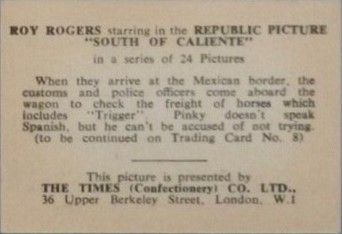 ROY ROGERS starring in the REPUBLIC PICTURE
"SOUTH OF CALIENTE"
in a series of 24 Pictures
When they arrive at the Mexican border, the
customs and police officers come aboard the
wagon to check the freight of horses which
includes "Trigger" Pinky doesn't speak
Spanish, but he can't be accused of not trying.
(to be continued on Trading Card No. 8)
This picture is presented by
THE TIMES (Confectionery) CO. LTD.,
36 Upper Berkeley Street, London, W.1